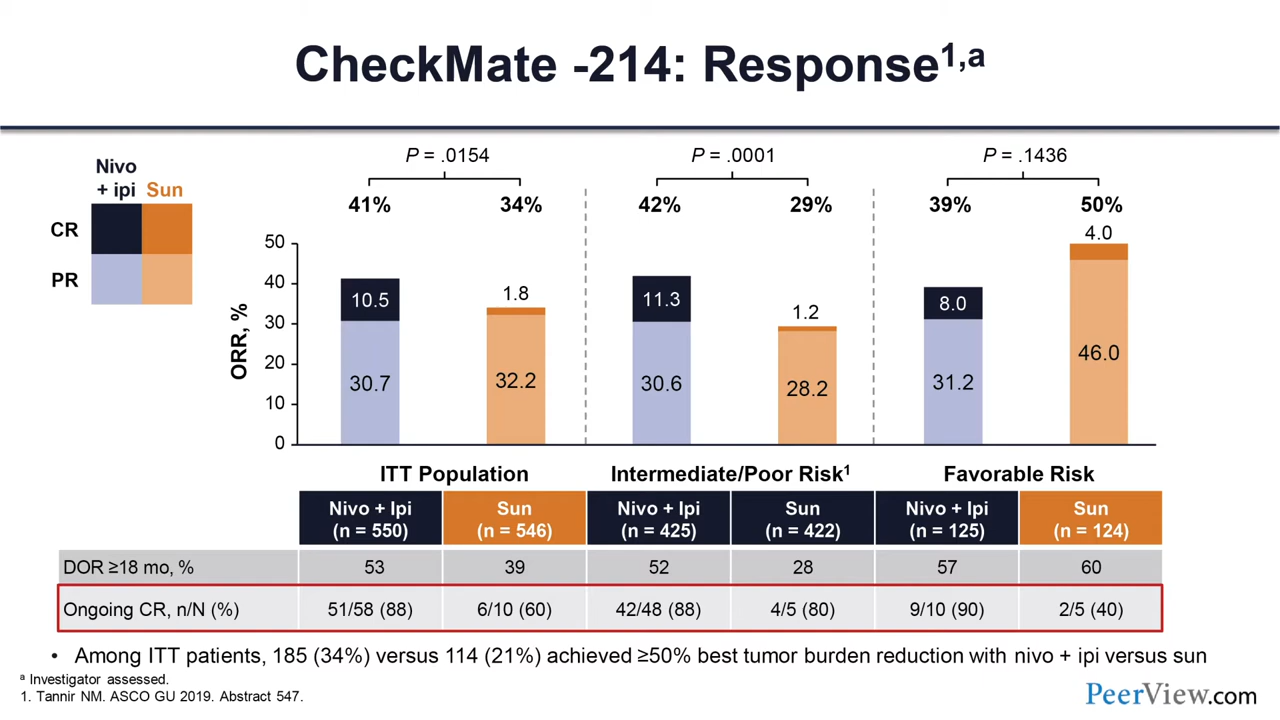 CheckMate -214: Response1,a
Nivo
+ ipi Sun
CR
PR
P = .0154
P = .0001
P = .1436
41% 34% 42% 29% 39% 50%
ORR, %
50
40
30
20
10
0
10.5
30.7
1.8
32.2
11.3
30.6
1.2
28.2
8.0
31.2
4.0
46.0
ITT Population Intermediate/Poor Risk1 Favorable Risk
Nivo + Ipi
(n = 550)
Sun
(n = 546)
Nivo + Ipi
(n = 425)
Sun
(n = 422)
Nivo + Ipi
(n = 125)
Sun
(n = 124)
DOR ≥18 mo, % 53 39 52 28 57 60
Ongoing CR, n/N (%) 51/58 (88) 6/10 (60) 42/48 (88) 4/5 (80) 9/10 (90) 2/5 (40)
• Among ITT patients, 185 (34%) versus 114 (21%) achieved ≥50% best tumor burden reduction with nivo + ipi versus sun
a Investigator assessed.
1. Tannir NM. ASCO GU 2019. Abstract 547.
PeerView.com